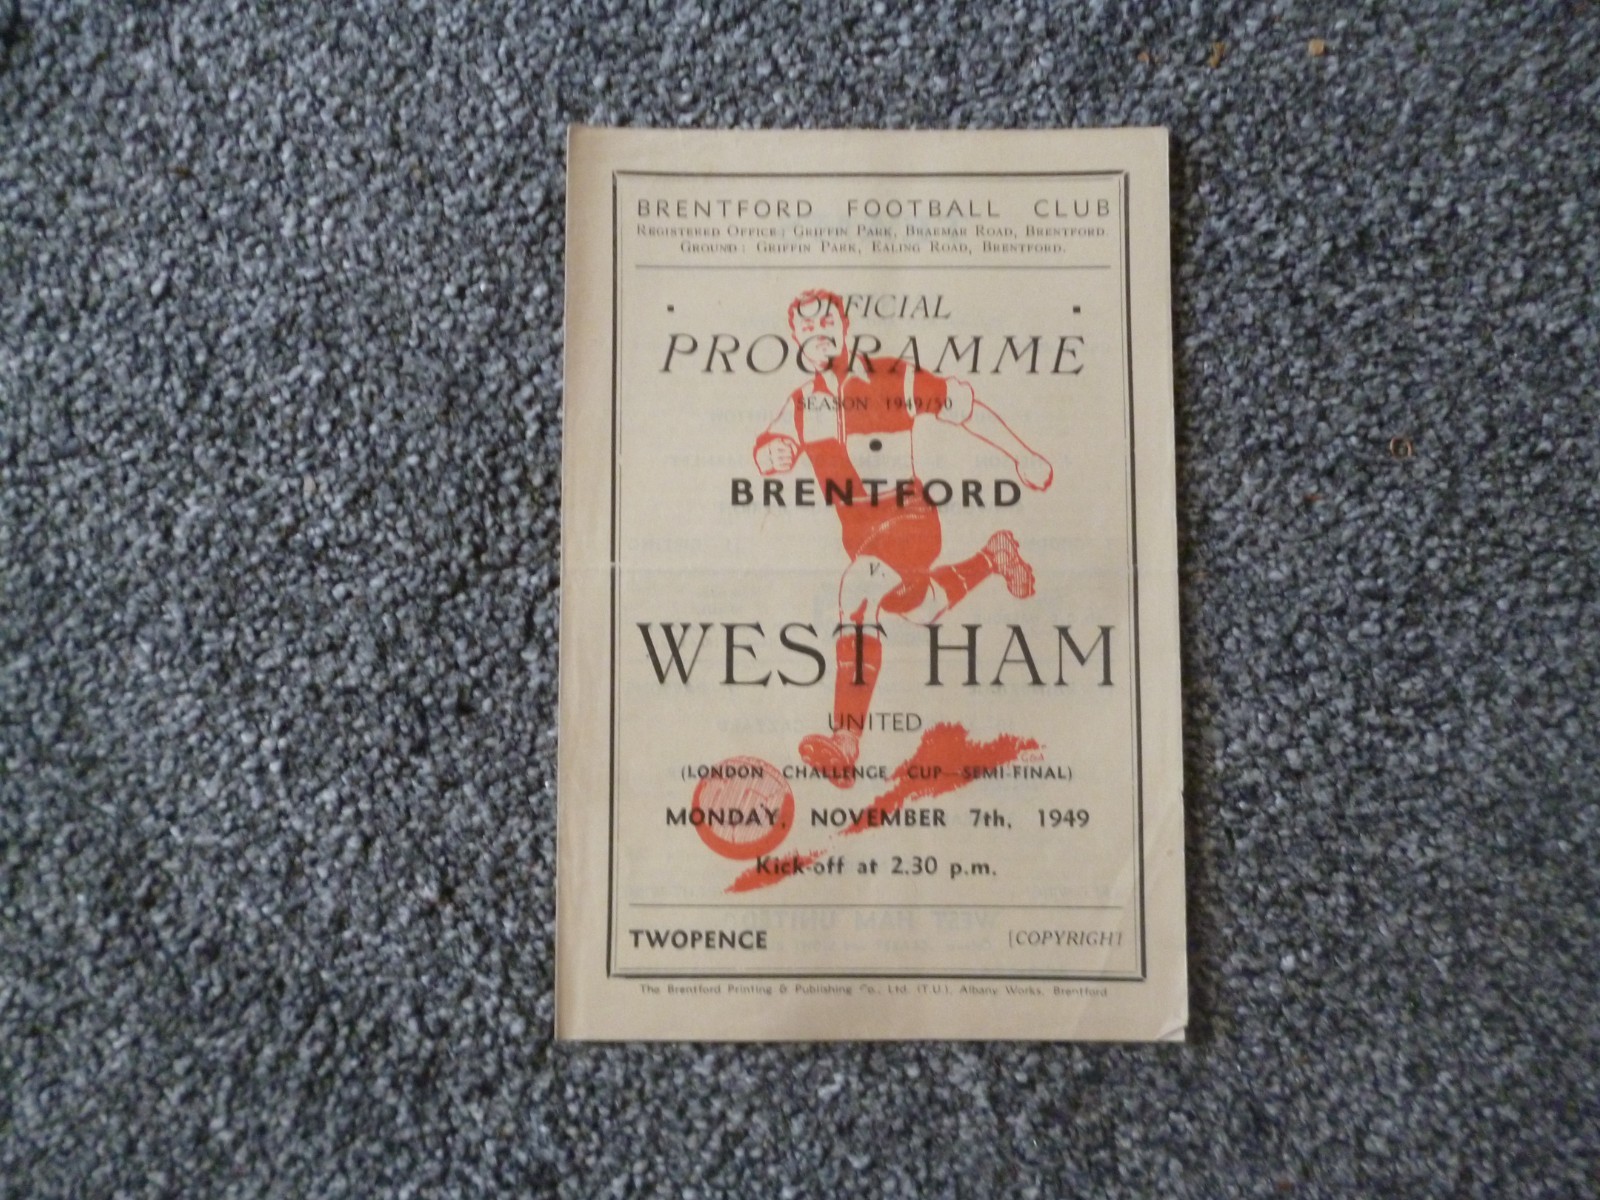 BRENTFORD FOOTBALL CLUB
REGISTERED OFFICE: GRIFFIN PARK, BRAEMAR ROAD, BRENTFORD.
GROUND: GRIFFIN PARK, EALING ROAD, BRENTFORD.
OFFICIAL
PROGRAMME
SEASON 1949/50
BRENTFORD
V.
WEST HAM
UNITED
(LONDON CHALLENGE CUP—SEMI-FINAL)
MONDAY, NOVEMBER 7th, 1949
Kick-off at 2.30 p.m.
TWOPENCE
[COPYRIGHT
The Brentford Printing & Publishing Co., Ltd. (T.U.), Albany Works, Brentford